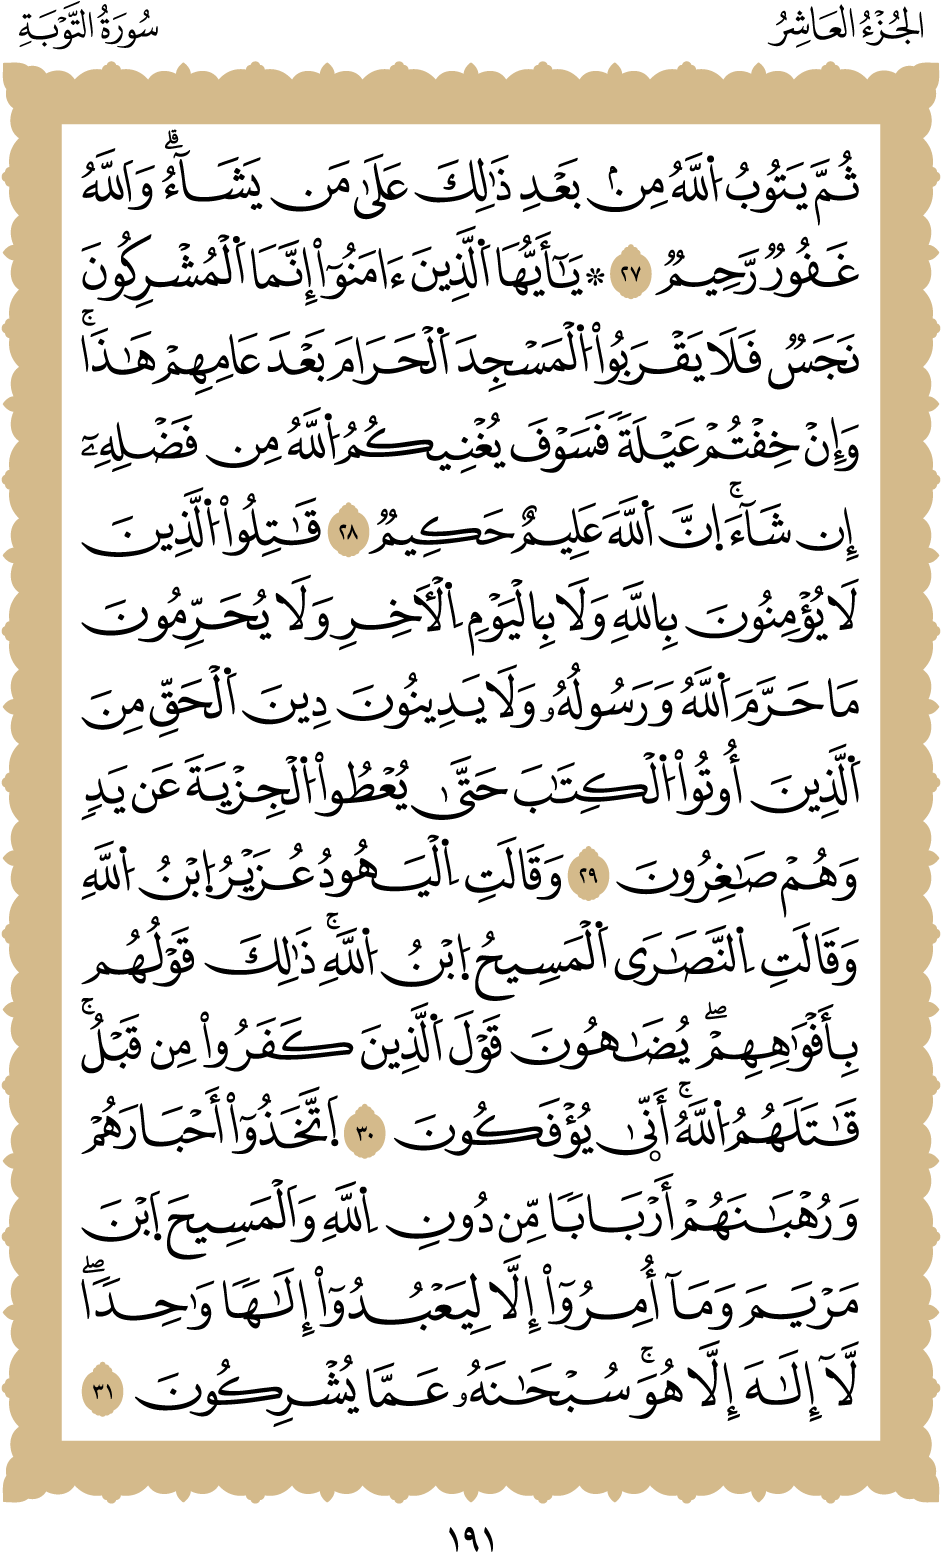 الجُزْءُ العَاشِرُ
سُورَةُ التَّوْبَةِ
ثُمَّ يَتُوبُ ٱللَّهُ مِنۢ بَعْدِ ذَٰلِكَ عَلَىٰ مَن يَشَآءُۗ وَٱللَّهُ
غَفُورٌ رَّحِيمٌ ٢٧ ۞ يَٰٓأَيُّهَا ٱلَّذِينَ ءَامَنُوٓا۟ إِنَّمَا ٱلْمُشْرِكُونَ
نَجَسٌ فَلَا يَقْرَبُوا۟ ٱلْمَسْجِدَ ٱلْحَرَامَ بَعْدَ عَامِهِمْ هَٰذَاۚ
وَإِنْ خِفْتُمْ عَيْلَةً فَسَوْفَ يُغْنِيكُمُ ٱللَّهُ مِن فَضْلِهِۦٓ
إِن شَآءَۚ إِنَّ ٱللَّهَ عَلِيمٌ حَكِيمٌ ٢٨ قَٰتِلُوا۟ ٱلَّذِينَ
لَا يُؤْمِنُونَ بِٱللَّهِ وَلَا بِٱلْيَوْمِ ٱلْأَخِرِ وَلَا يُحَرِّمُونَ
مَا حَرَّمَ ٱللَّهُ وَرَسُولُهُۥ وَلَا يَدِينُونَ دِينَ ٱلْحَقِّ مِنَ
ٱلَّذِينَ أُوتُوا۟ ٱلْكِتَٰبَ حَتَّىٰ يُعْطُوا۟ ٱلْجِزْيَةَ عَن يَدٍ
وَهُمْ صَٰغِرُونَ ٢٩ وَقَالَتِ ٱلْيَهُودُ عُزَيْرُ ٱبْنُ ٱللَّهِ
وَقَالَتِ ٱلنَّصَٰرَى ٱلْمَسِيحُ ٱبْنُ ٱللَّهِۚ ذَٰلِكَ قَوْلُهُم
بِأَفْوَٰهِهِمْۖ يُضَٰهُونَ قَوْلَ ٱلَّذِينَ كَفَرُوا۟ مِن قَبْلُۚ
قَٰتَلَهُمُ ٱللَّهُۚ أَنَّىٰ يُؤْفَكُونَ ٣٠ ٱتَّخَذُوٓا۟ أَحْبَارَهُمْ
وَرُهْبَٰنَهُمْ أَرْبَابًا مِّن دُونِ ٱللَّهِ وَٱلْمَسِيحَ ٱبْنَ
مَرْيَمَ وَمَآ أُمِرُوٓا۟ إِلَّا لِيَعْبُدُوٓا۟ إِلَٰهًا وَٰحِدًاۖ
لَّآ إِلَٰهَ إِلَّا هُوَۚ سُبْحَٰنَهُۥ عَمَّا يُشْرِكُونَ ٣١
١٩١